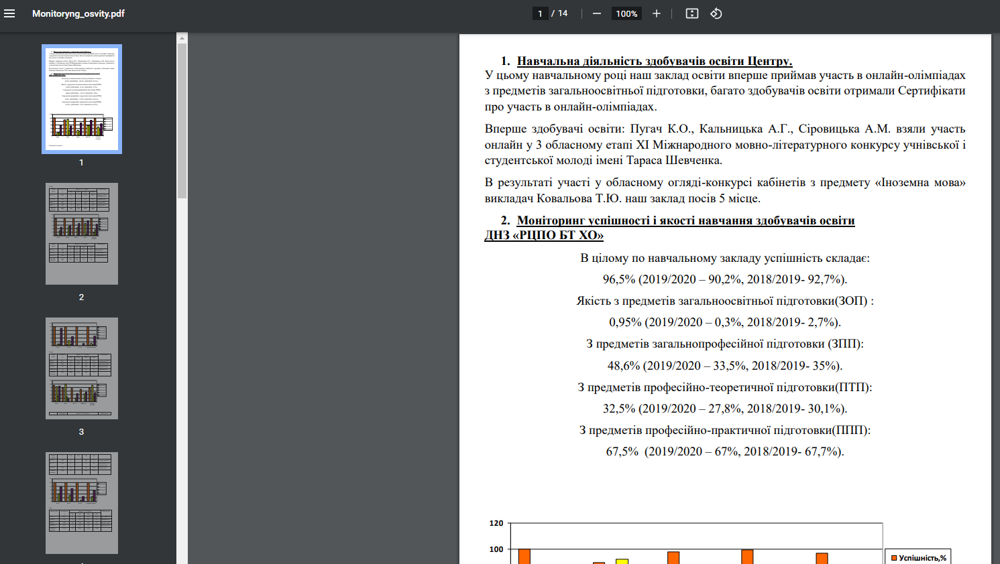 Monitoryng_osvity.pdf
1 / 14
100%
1
2
3
1. Навчальна діяльність здобувачів освіти Центру.
У цьому навчальному році наш заклад освіти вперше приймав участь в онлайн-олімпіадах
з предметів загальноосвітньої підготовки, багато здобувачів освіти отримали Сертифікати
про участь в онлайн-олімпіадах.
Вперше здобувачі освіти: Пугач К.О., Кальницька А.Г., Сіровицька А.М. взяли участь
онлайн у 3 обласному етапі XI Міжнародного мовно-літературного конкурсу учнівської і
студентської молоді імені Тараса Шевченка.
В результаті участі у обласному огляді-конкурсі кабінетів з предмету «Іноземна мова»
викладач Ковальова Т.Ю. наш заклад посів 5 місце.
2. Моніторинг успішності і якості навчання здобувачів освіти
ДНЗ «РЦПО БТ ХО»
В цілому по навчальному закладу успішність складає:
96,5% (2019/2020 – 90,2%, 2018/2019- 92,7%).
Якість з предметів загальноосвітньої підготовки(ЗОП) :
0,95% (2019/2020 – 0,3%, 2018/2019- 2,7%).
З предметів загальнопрофесійної підготовки (ЗПП):
48,6% (2019/2020 – 33,5%, 2018/2019- 35%).
З предметів професійно-теоретичної підготовки(ПТП):
32,5% (2019/2020 – 27,8%, 2018/2019- 30,1%).
З предметів професійно-практичної підготовки(ППП):
67,5% (2019/2020 – 67%, 2018/2019- 67,7%).
120
100
Успішність,%